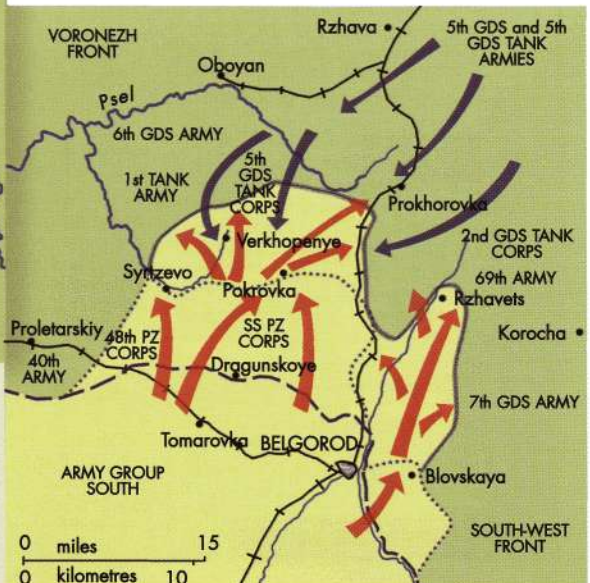 VORONEZH
FRONT
Rzhava
5th GDS and 5th
GDS TANK
ARMIES
Oboyan
Psel
6th GDS ARMY
1st TANK
ARMY
5th
GDS
TANK
CORPS
Prokhorovka
Verkhopenye
2nd GDS TANK
CORPS
69th ARMY
Syrtzevo
Pokrovka
Rzhavets
Proletarskiy
40th
ARMY
48th PZ
CORPS
SS PZ
CORPS
Korocha
Dragunskoye
7th GDS ARMY
Tomarovka
BELGOROD
ARMY GROUP
SOUTH
Blovskaya
SOUTH-WEST
FRONT
0 miles 15
0 kilometres 10